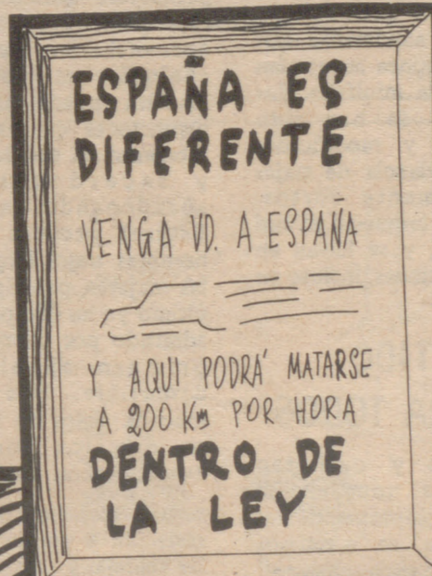 ESPAÑA ES
DIFERENTE
VENGA VD. A ESPAÑA
Y AQUI PODRÁ MATARSE
A 200 Km POR HORA
DENTRO DE
LA LEY